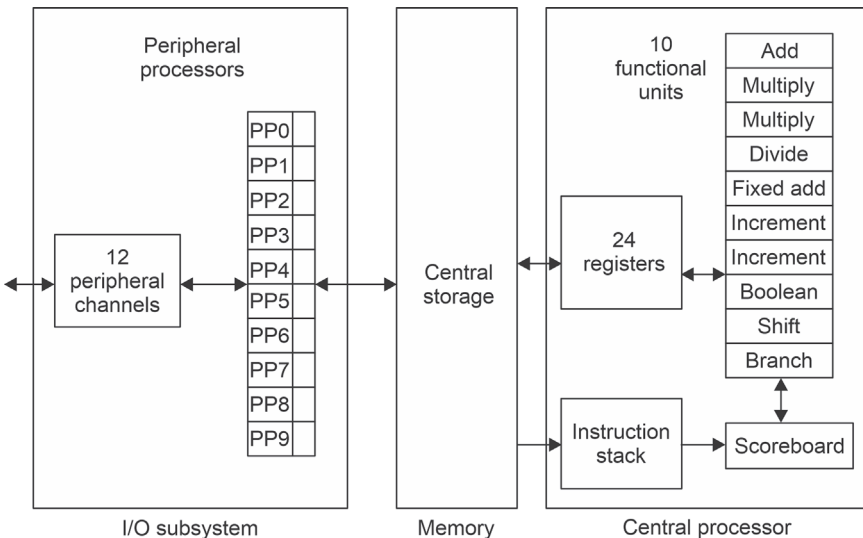 Peripheral
processors
PP0
PP1
PP2
PP3
PP4
PP5
PP6
PP7
PP8
PP9
12
peripheral
channels
I/O subsystem
Central
storage
Memory
10
functional
units
Add
Multiply
Multiply
Divide
Fixed add
Increment
Increment
Boolean
Shift
Branch
24
registers
Instruction
stack
Scoreboard
Central processor